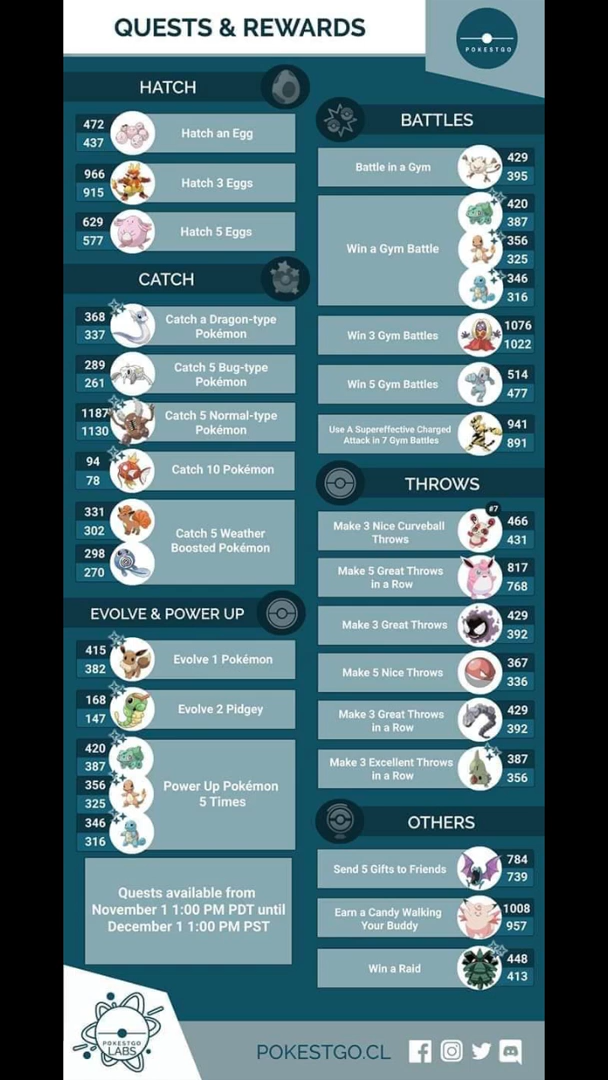 QUESTS & REWARDS
POKESTGO
HATCH
472
437
Hatch an Egg
966
915
Hatch 3 Eggs
629
577
Hatch 5 Eggs
CATCH
368
337
Catch a Dragon-type
Pokémon
289
261
Catch 5 Bug-type
Pokémon
1187
1130
Catch 5 Normal-type
Pokémon
94
78
Catch 10 Pokémon
331
302
298
270
Catch 5 Weather
Boosted Pokémon
EVOLVE & POWER UP
415
382
Evolve 1 Pokémon
168
147
Evolve 2 Pidgey
420
387
356
325
346
316
Power Up Pokémon
5 Times
Quests available from
November 1 1:00 PM PDT until
December 1 1:00 PM PST
BATTLES
Battle in a Gym
429
395
Win a Gym Battle
420
387
356
325
346
316
Win 3 Gym Battles
1076
1022
Win 5 Gym Battles
514
477
Use A Supereffective Charged
Attack in 7 Gym Battles
941
891
THROWS
Make 3 Nice Curveball
Throws
#7
466
431
Make 5 Great Throws
in a Row
817
768
Make 3 Great Throws
429
392
Make 5 Nice Throws
367
336
Make 3 Great Throws
in a Row
429
392
Make 3 Excellent Throws
in a Row
387
356
OTHERS
Send 5 Gifts to Friends
784
739
Earn a Candy Walking
Your Buddy
1008
957
Win a Raid
448
413
POKESTGO
LABS
POKESTGO.CL